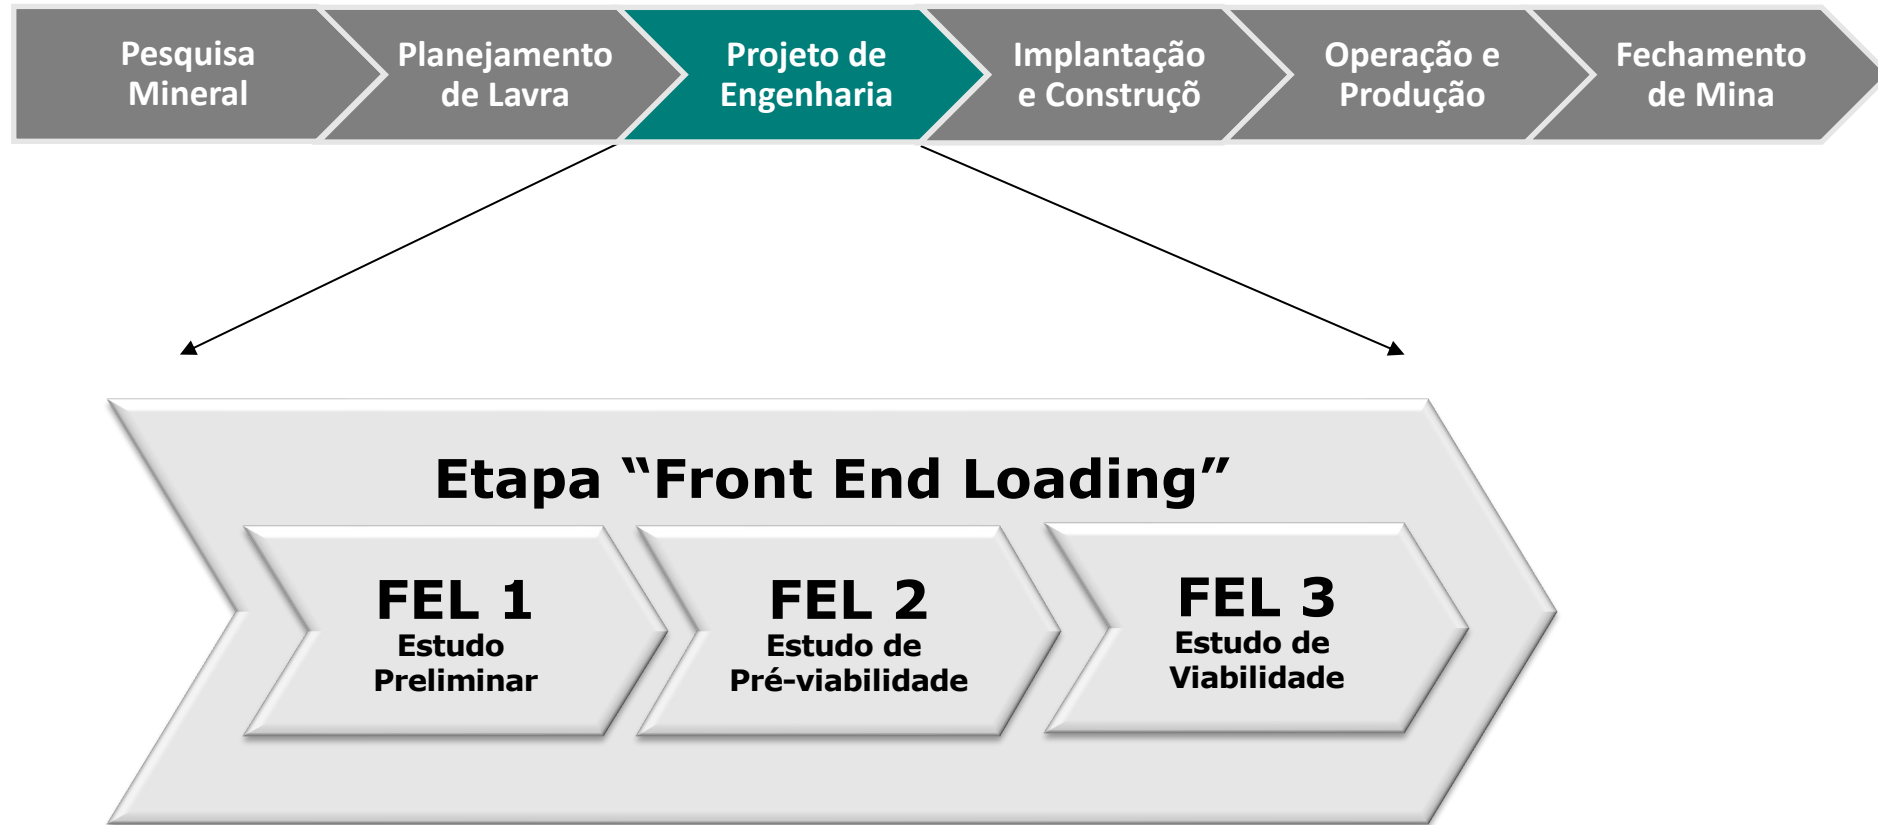 Pesquisa
Mineral
Planejamento
de Lavra
Projeto de
Engenharia
Implantação
e Construçõ
Operação e
Produção
Fechamento
de Mina
Etapa “Front End Loading”
FEL 1
Estudo
Preliminar
FEL 2
Estudo de
Pré-viabilidade
FEL 3
Estudo de
Viabilidade